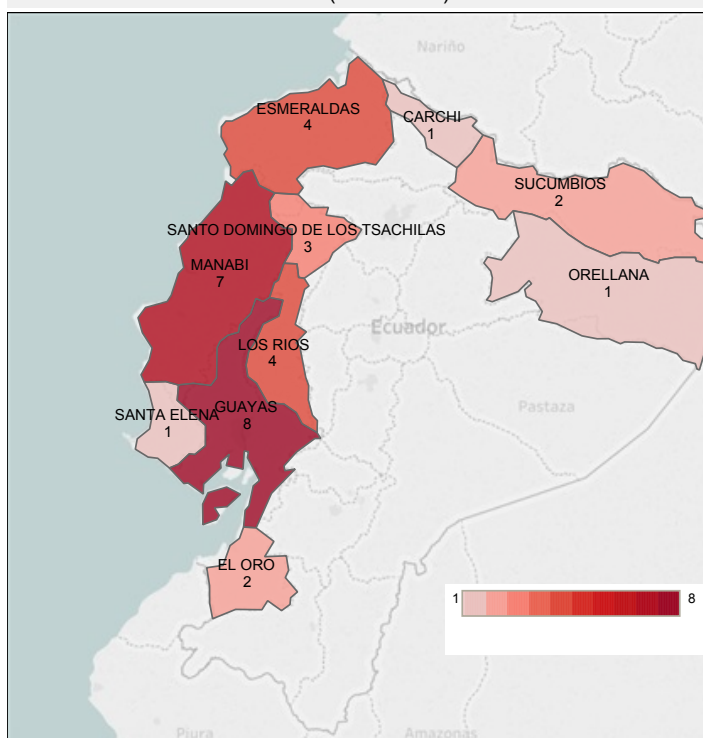 Nariño
ESMERALDAS
4
CARCHI
1
SUCUMBIOS
2
SANTO DOMINGO DE LOS TSACHILAS
3
MANABI
7
ORELLANA
1
Ecuador
LOS RIOS
4
Pastaza
GUAYAS
8
SANTA ELENA
1
EL ORO
2
1
8
Piura
Amazonas